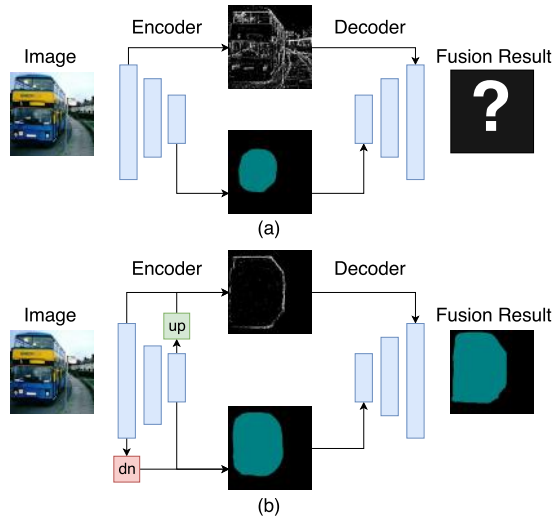 Encoder
Decoder
Image
Fusion Result
?
(a)
Encoder
Decoder
Image
Fusion Result
up
dn
(b)